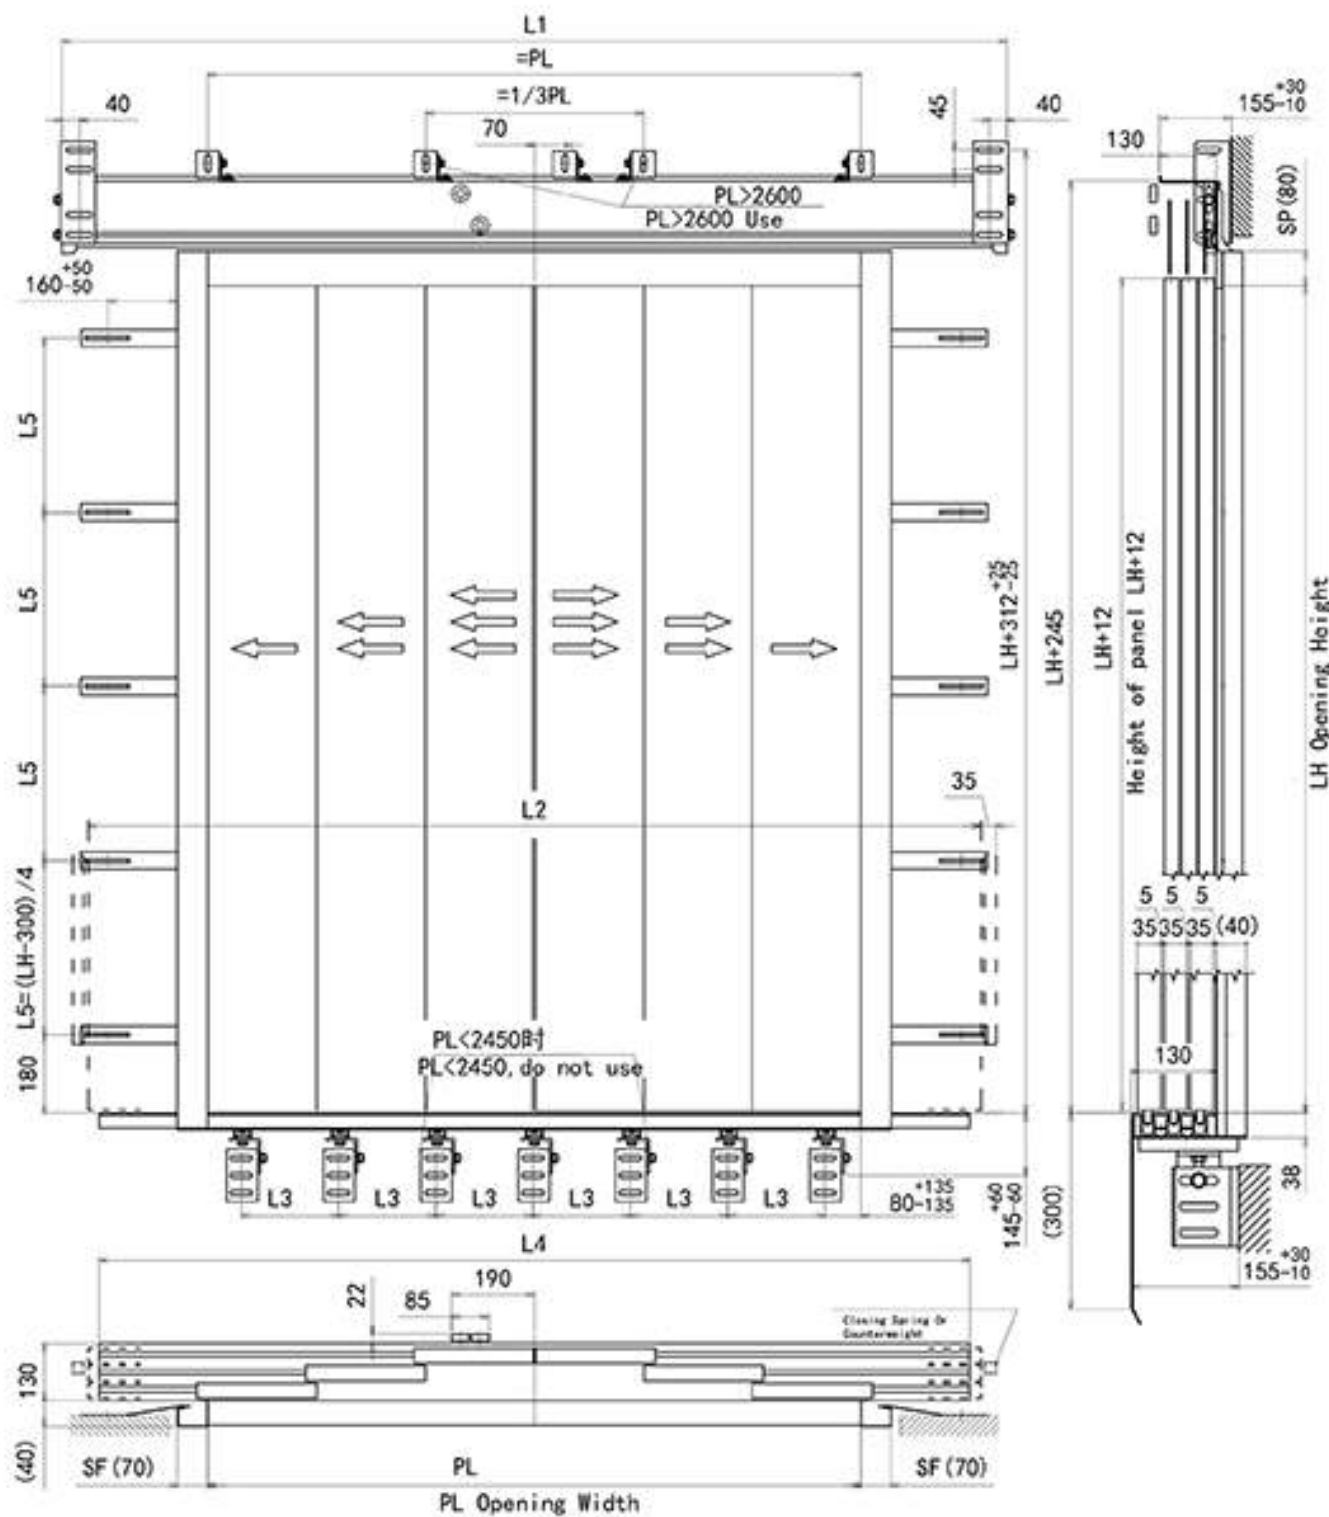 L1
=PL
=1/3PL
40
70
45
40
PL>2600
PL>2600 Use
160+50-50
L5
L5
L5
L5=(LH-300)/4
180
L2
35
PL<2450时
PL<2450, do not use
L3
L3
L3
L3
L3
L3
80+135-135
145+60-60
LH+312+25-25
LH+245
LH+12
Height of panel LH+12
155+30-10
130
SP(80)
LH Opening Height
5
5
5
35
35
35
(40)
130
38
(300)
155+30-10
L4
190
22
85
Closing Spring Or
Counterweight
130
(40)
SF(70)
PL
SF(70)
PL Opening Width